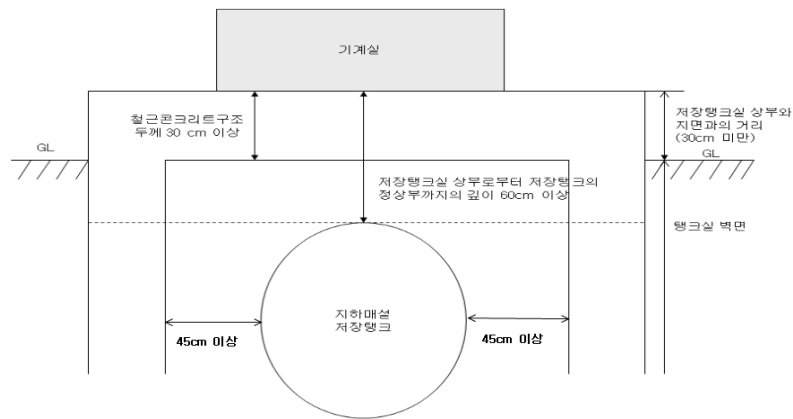 기계실
철근콘크리트구조
두께 30 cm 이상
저장탱크실 상부와
지면과의 거리
(30cm 미만)
GL
GL
저장탱크실 상부로부터 저장탱크의
정상부까지의 깊이 60cm 이상
탱크실 벽면
지하매설
저장탱크
45cm 이상
45cm 이상